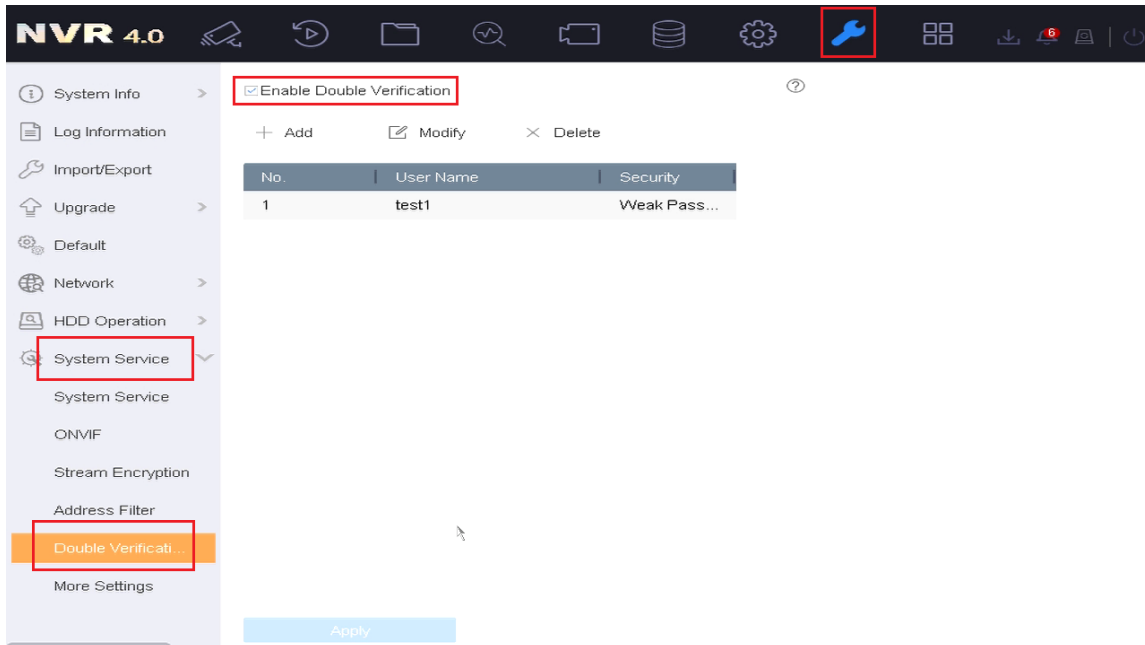 NVR 4.0
6
System Info
Log Information
Import/Export
Upgrade
Default
Network
HDD Operation
System Service
System Service
ONVIF
Stream Encryption
Address Filter
Double Verificati...
More Settings
Enable Double Verification
?
Add Modify Delete
No. User Name Security
1 test1 Weak Pass...
Apply